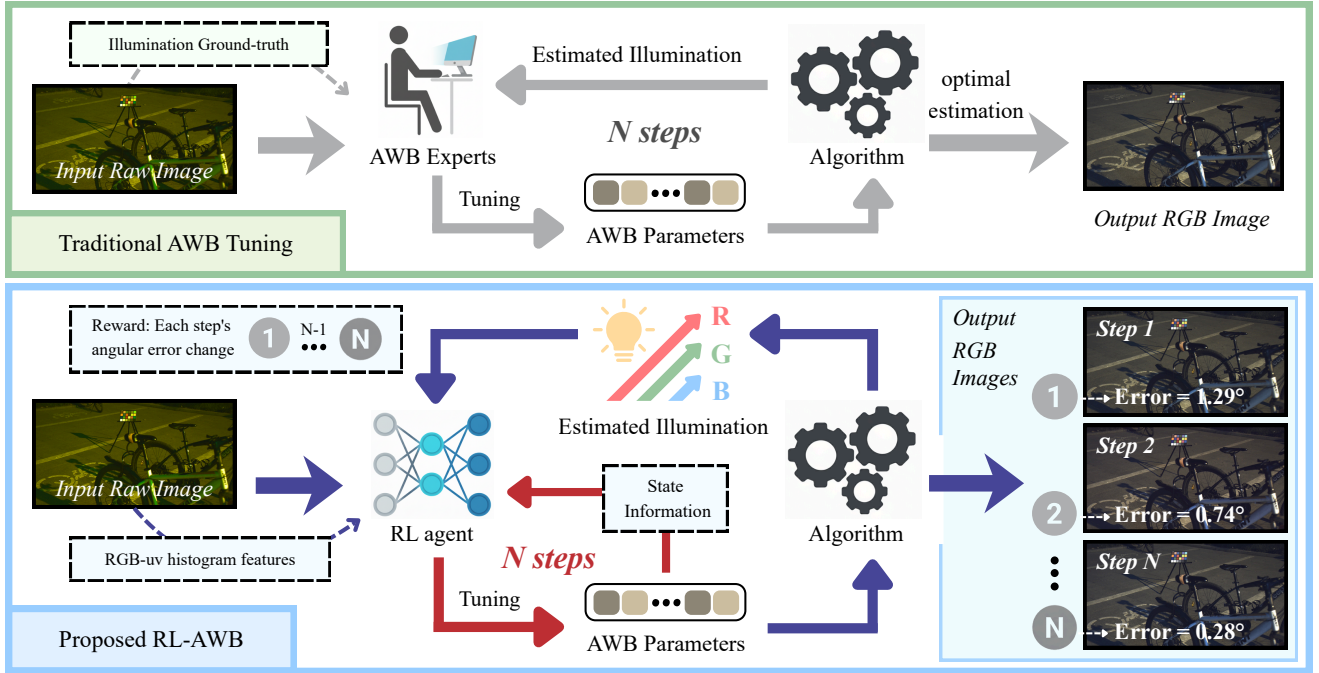 Illumination Ground-truth
Input Raw Image
AWB Experts
Estimated Illumination
N steps
Tuning
AWB Parameters
Algorithm
optimal
estimation
Output RGB Image
Traditional AWB Tuning
Reward: Each step's
angular error change
1
N-1
N
Input Raw Image
RGB-uv histogram features
RL agent
R
G
B
Estimated Illumination
State
Information
N steps
Tuning
AWB Parameters
Algorithm
Output
RGB
Images
Step 1
1
Error = 1.29°
Step 2
2
Error = 0.74°
Step N
N
Error = 0.28°
Proposed RL-AWB